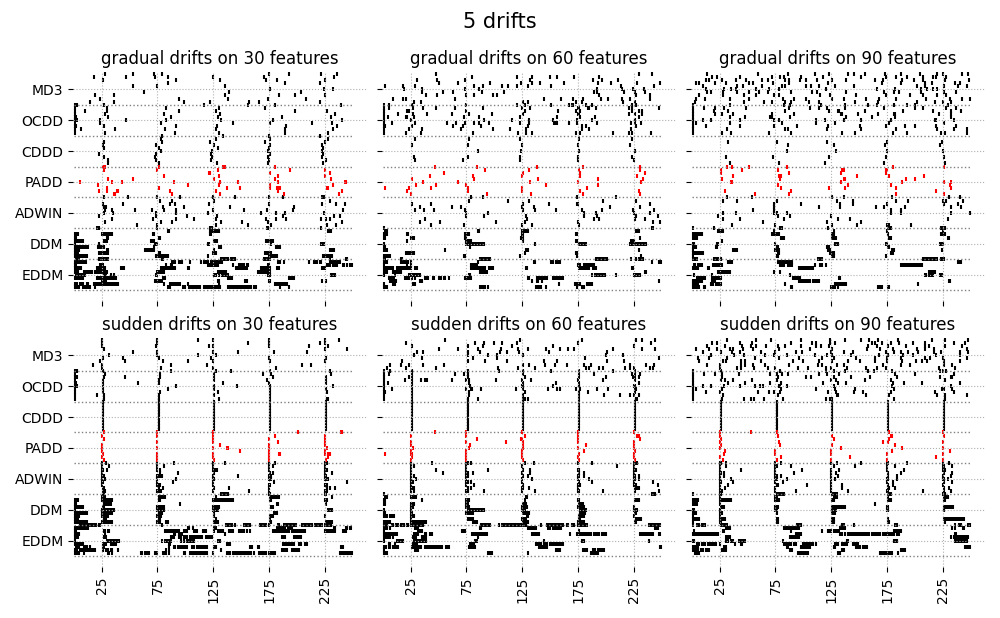 5 drifts
gradual drifts on 30 features
gradual drifts on 60 features
gradual drifts on 90 features
MD3
OCDD
CDDD
PADD
ADWIN
DDM
EDDM
sudden drifts on 30 features
sudden drifts on 60 features
sudden drifts on 90 features
MD3
OCDD
CDDD
PADD
ADWIN
DDM
EDDM
25 75 125 175 225 25 75 125 175 225 25 75 125 175 225